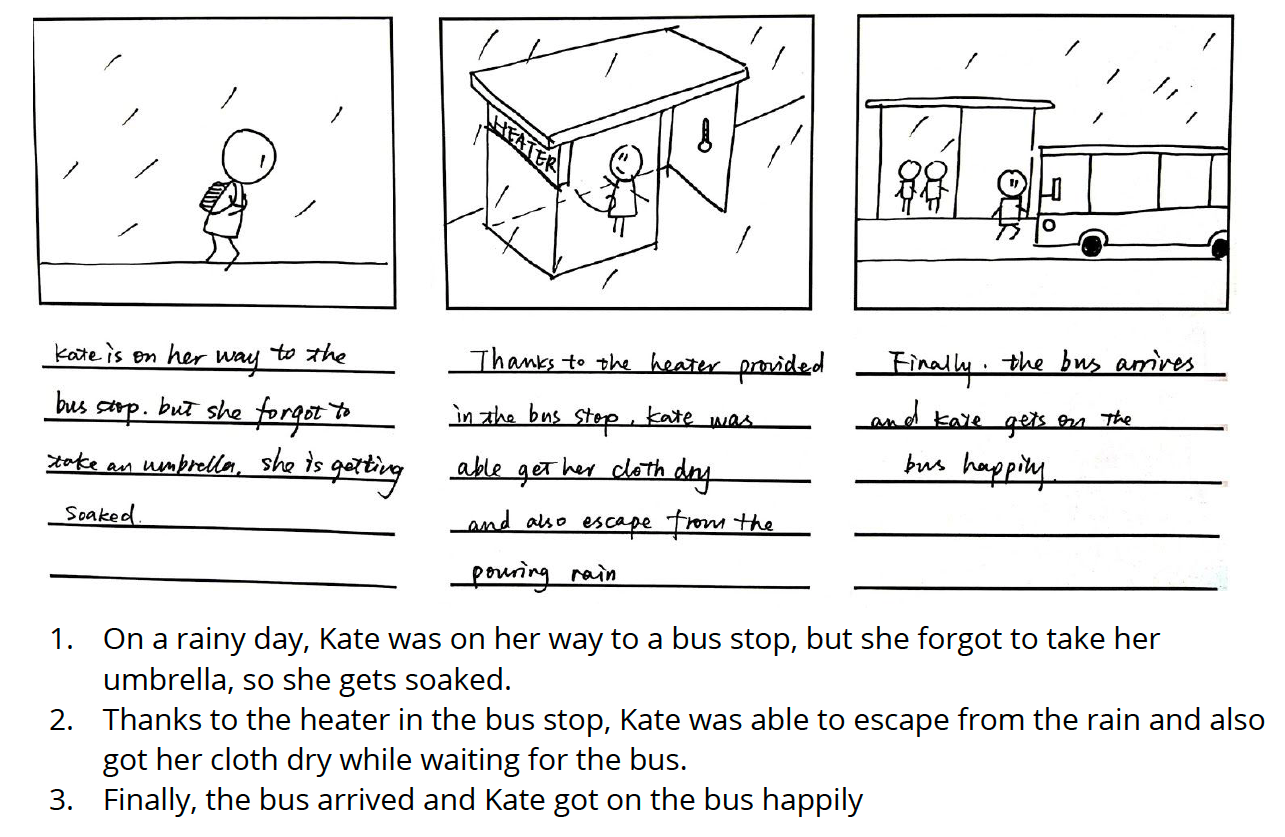 HEATER
Kate is on her way to the
bus stop. but she forgot to
take an umbrella. she is getting
soaked.
Thanks to the heater provided
in the bus stop, Kate was
able get her cloth dry
and also escape from the
pouring rain
Finally. the bus arrives
and Kate gets on the
bus happily.
1. On a rainy day, Kate was on her way to a bus stop, but she forgot to take her
umbrella, so she gets soaked.
2. Thanks to the heater in the bus stop, Kate was able to escape from the rain and also
got her cloth dry while waiting for the bus.
3. Finally, the bus arrived and Kate got on the bus happily